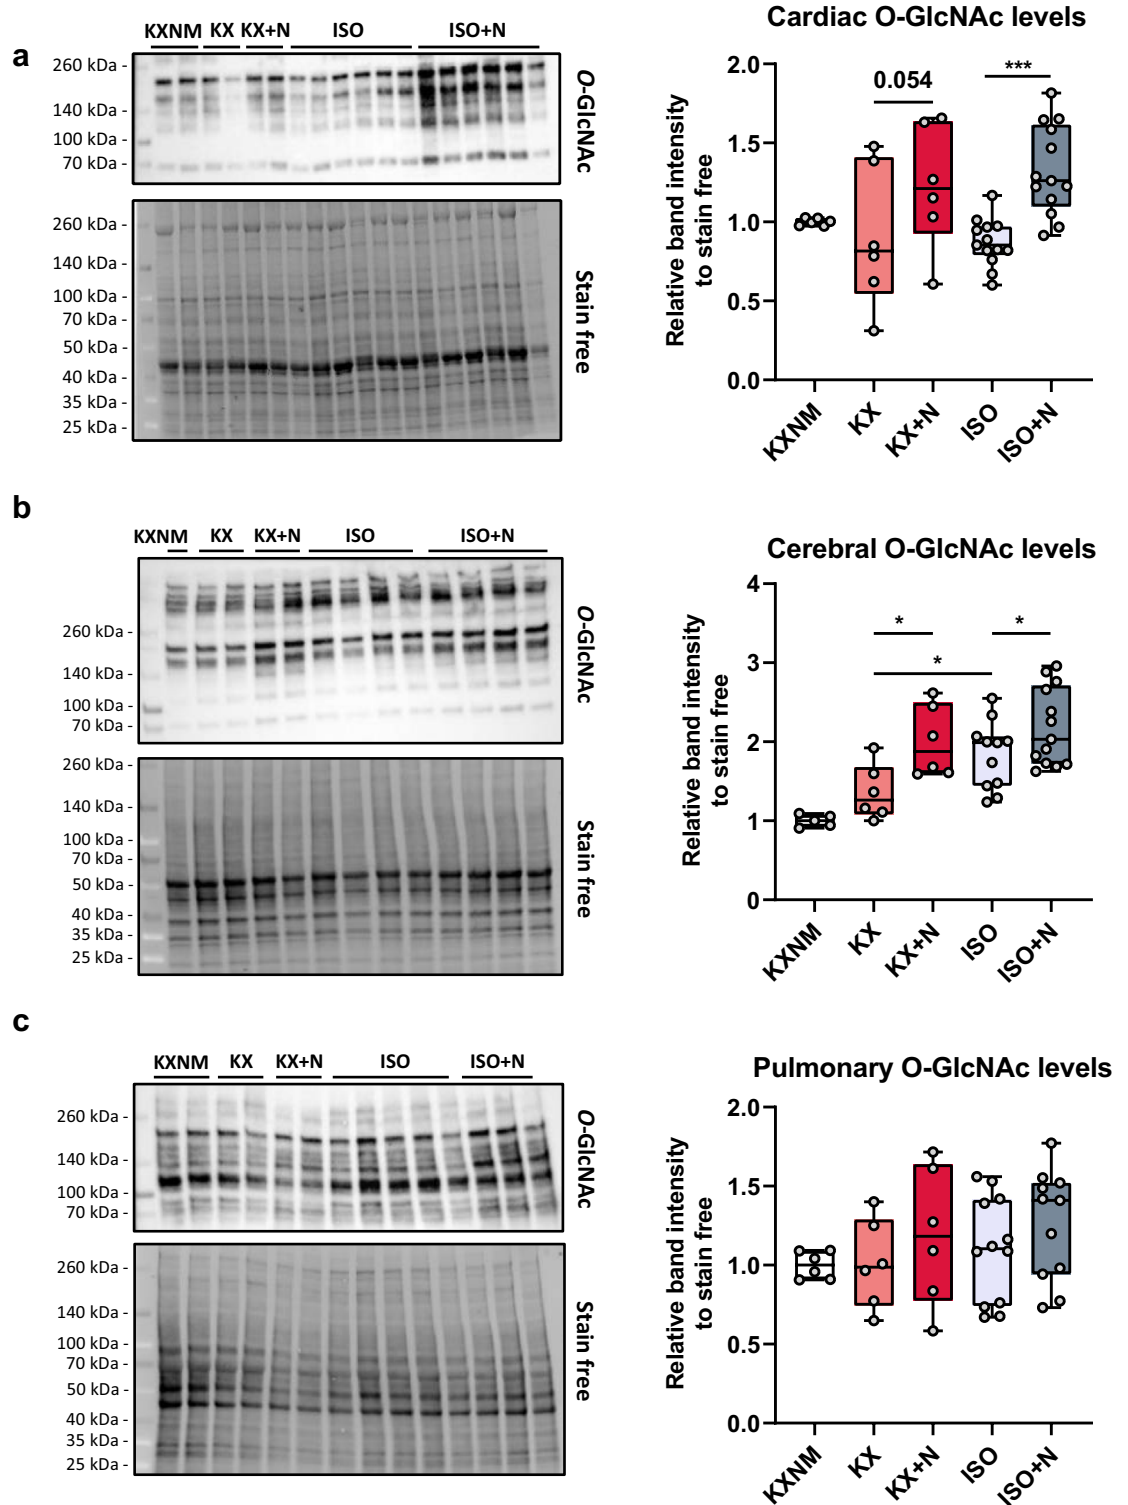 a
KXNM KX KX+N ISO ISO+N
260 kDa -
140 kDa -
100 kDa -
70 kDa -
O-GlcNAc
260 kDa -
140 kDa -
100 kDa -
70 kDa -
50 kDa -
40 kDa -
35 kDa -
25 kDa -
Stain free
Cardiac O-GlcNAc levels
Relative band intensity
to stain free
2.0
1.5
1.0
0.5
0.0
0.054
***
KXNM
KX
KX+N
ISO
ISO+N
b
KXNM KX KX+N ISO ISO+N
260 kDa -
140 kDa -
100 kDa -
70 kDa -
O-GlcNAc
260 kDa -
140 kDa -
100 kDa -
70 kDa -
50 kDa -
40 kDa -
35 kDa -
25 kDa -
Stain free
Cerebral O-GlcNAc levels
Relative band intensity
to stain free
4
3
2
1
0
* *
*
KXNM
KX
KX+N
ISO
ISO+N
c
KXNM KX KX+N ISO ISO+N
260 kDa -
140 kDa -
100 kDa -
70 kDa -
O-GlcNAc
260 kDa -
140 kDa -
100 kDa -
70 kDa -
50 kDa -
40 kDa -
35 kDa -
25 kDa -
Stain free
Pulmonary O-GlcNAc levels
Relative band intensity
to stain free
2.0
1.5
1.0
0.5
0.0
KXNM
KX
KX+N
ISO
ISO+N